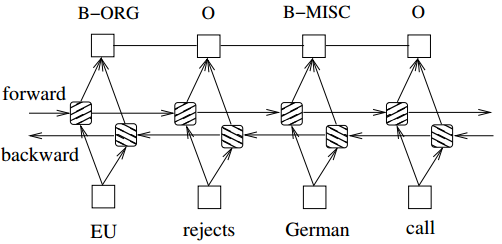 B−ORG O B−MISC O
forward
backward
EU rejects German call